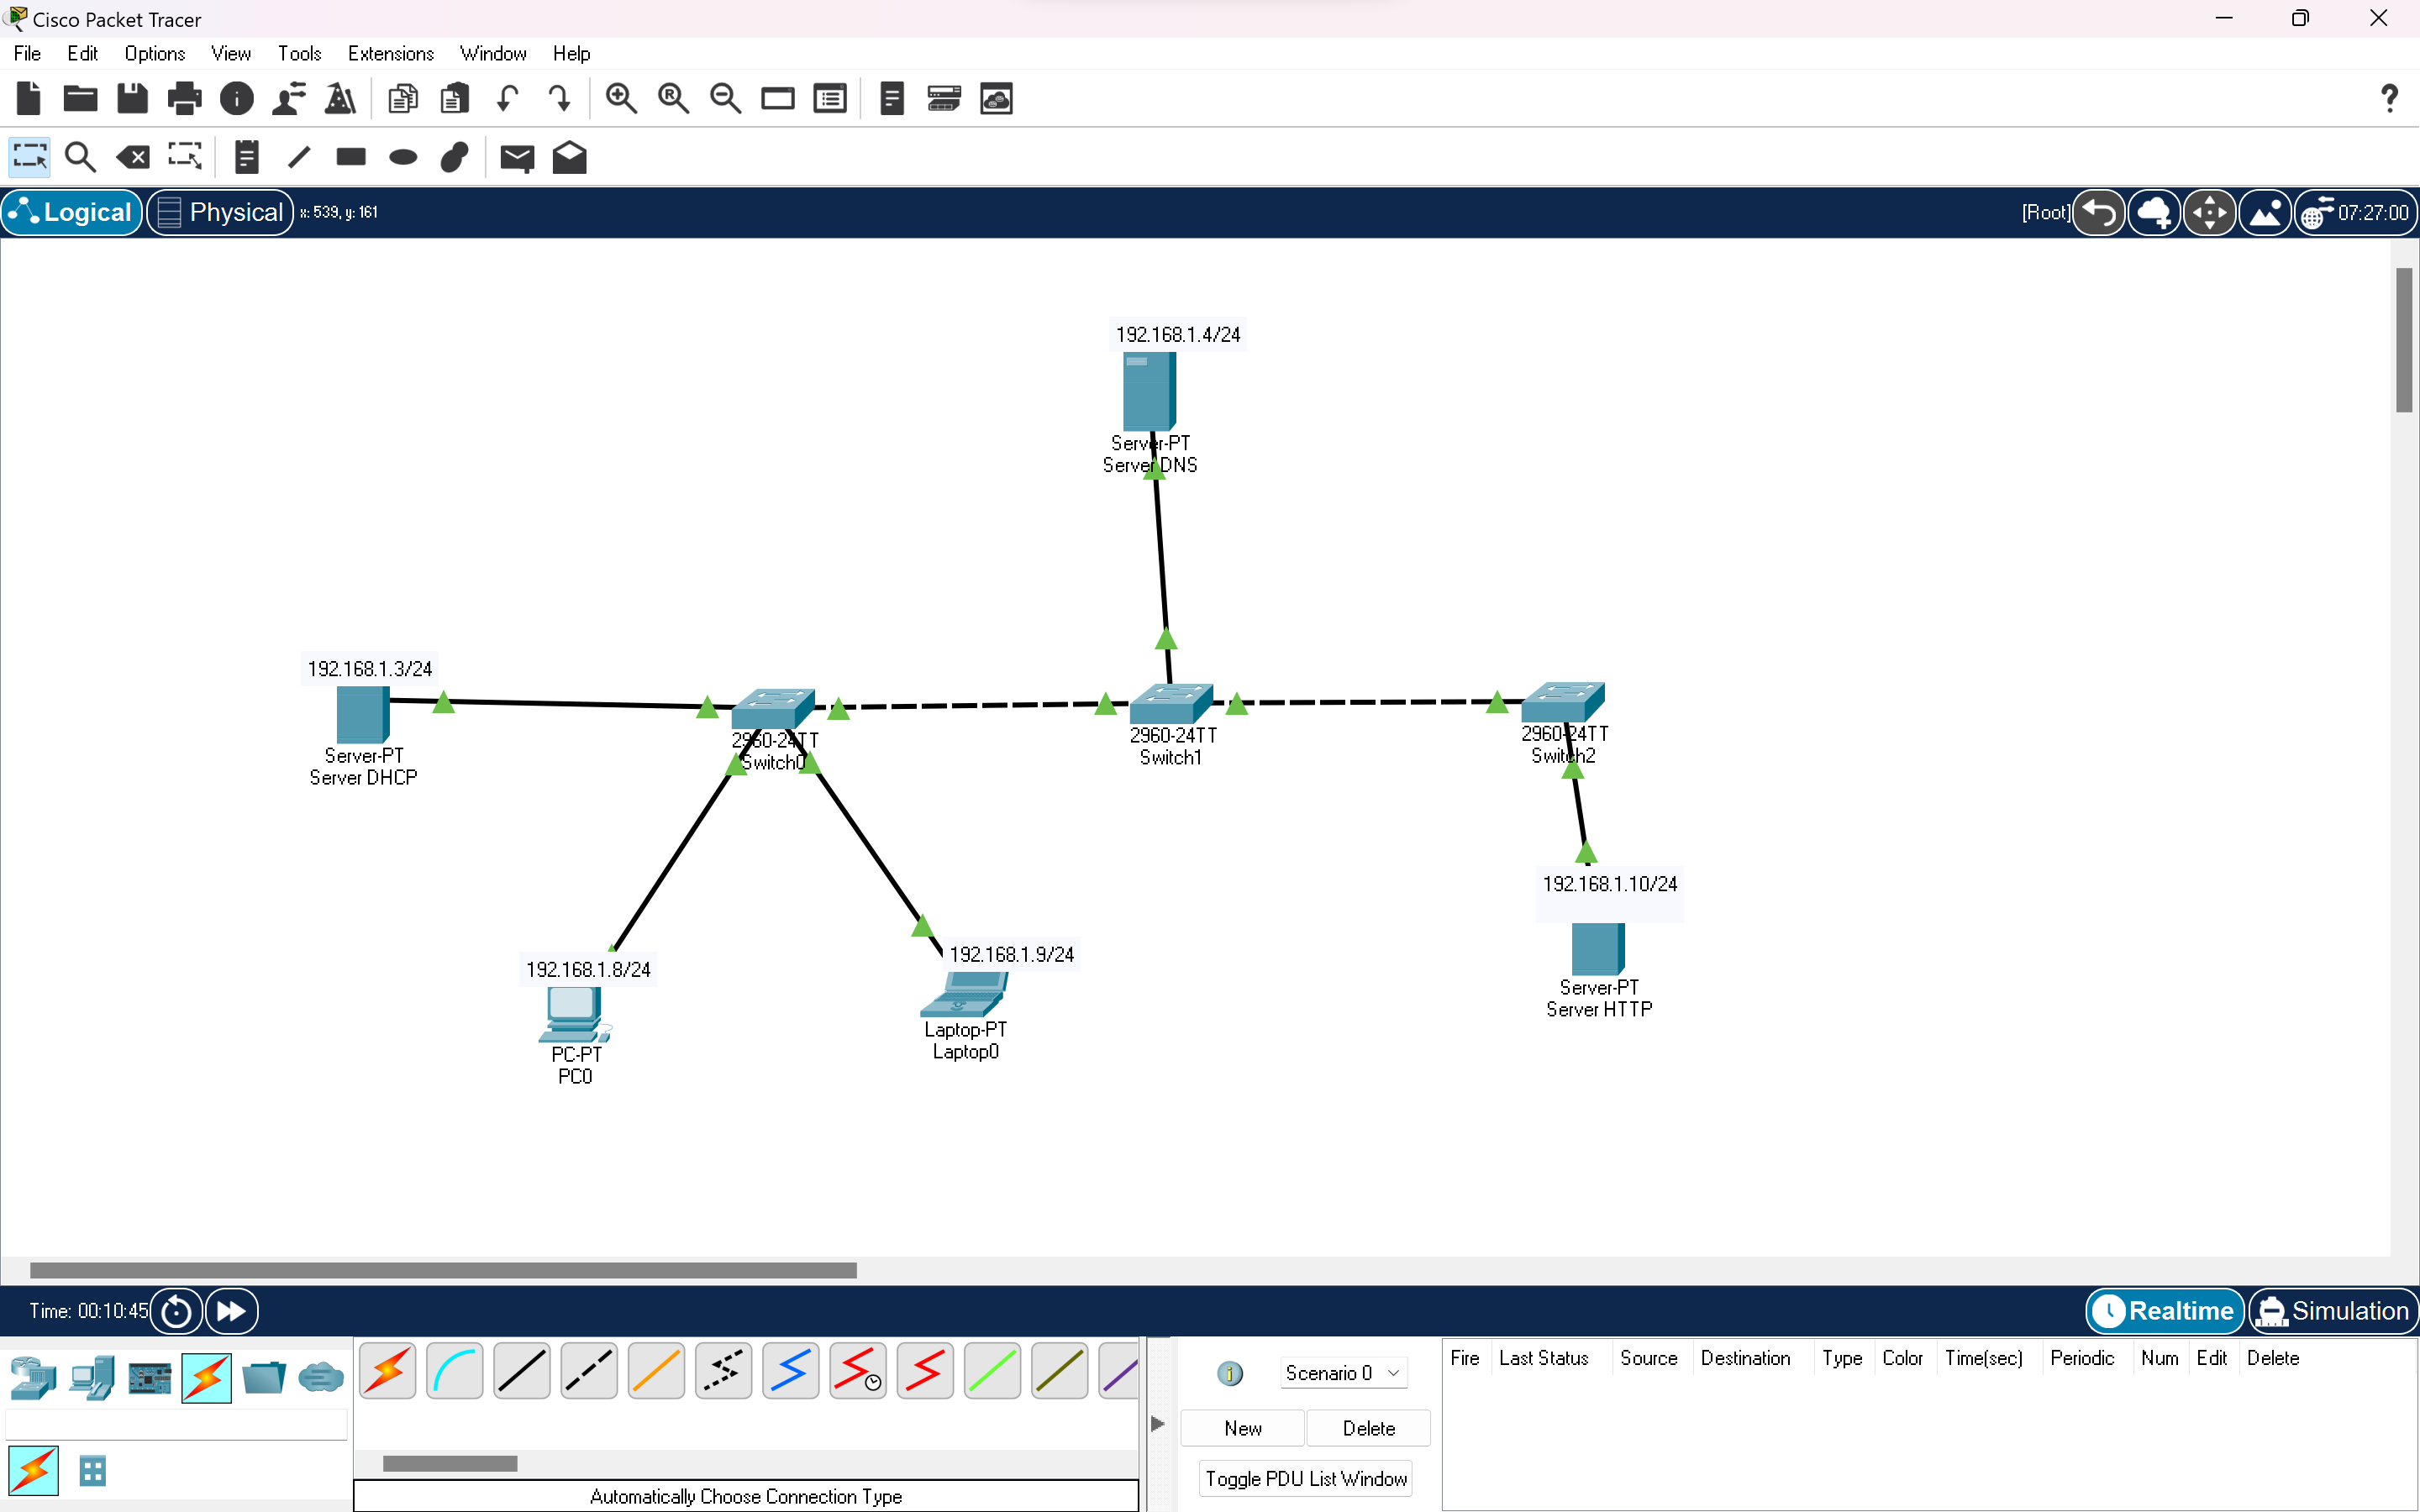 Cisco Packet Tracer
File Edit Options View Tools Extensions Window Help
Logical Physical x: 539, y: 161 [Root] 07:27:00
192.168.1.4/24
Server-PT
Server DNS
192.168.1.3/24
Server-PT
Server DHCP
2960-24TT
Switch0
2960-24TT
Switch1
2960-24TT
Switch2
192.168.1.10/24
Server-PT
Server HTTP
192.168.1.8/24
PC-PT
PC0
192.168.1.9/24
Laptop-PT
Laptop0
Time: 00:10:45 Realtime Simulation
Scenario 0
New Delete
Toggle PDU List Window
Fire Last Status Source Destination Type Color Time(sec) Periodic Num Edit Delete
Automatically Choose Connection Type